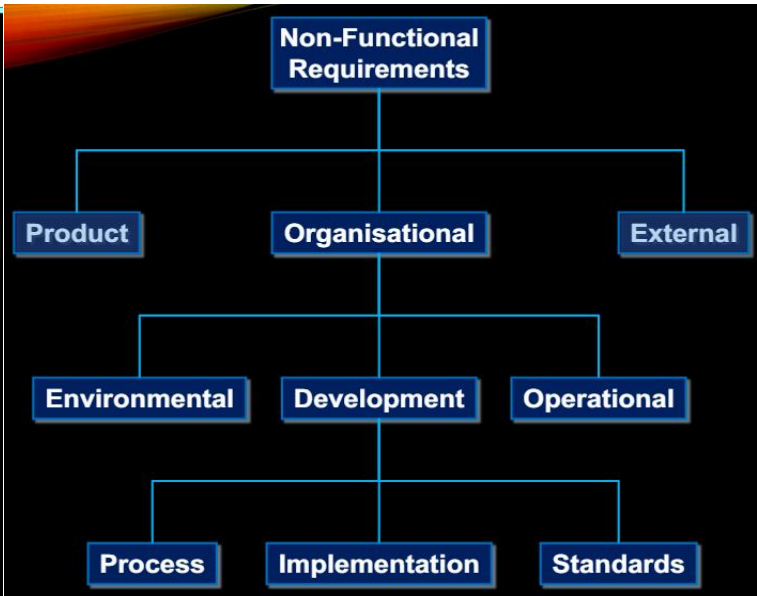 Non-Functional
Requirements
Product
Organisational
External
Environmental
Development
Operational
Process
Implementation
Standards